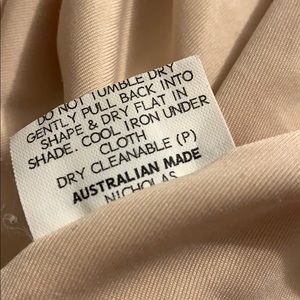 DO NOT TUMBLE DRY
GENTLY PULL BACK INTO
SHAPE & DRY FLAT IN
SHADE. COOL IRON UNDER
CLOTH
DRY CLEANABLE (P)
AUSTRALIAN MADE
NICHOLAS